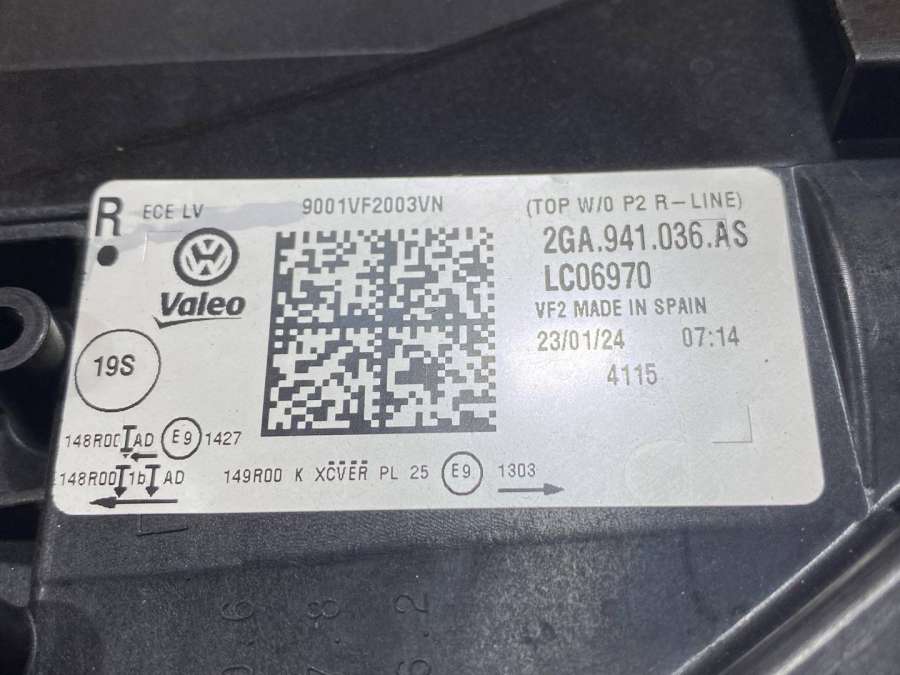 R ECE LV 9001VF2003VN (TOP W/O P2 R-LINE)
2GA.941.036.AS
Valeo
LC06970
VF2 MADE IN SPAIN
23/01/24 07:14
19S
4115
148R00 AD E9 1427
148R00 1b AD
149R00 K XCVER PL 25 E9 1303